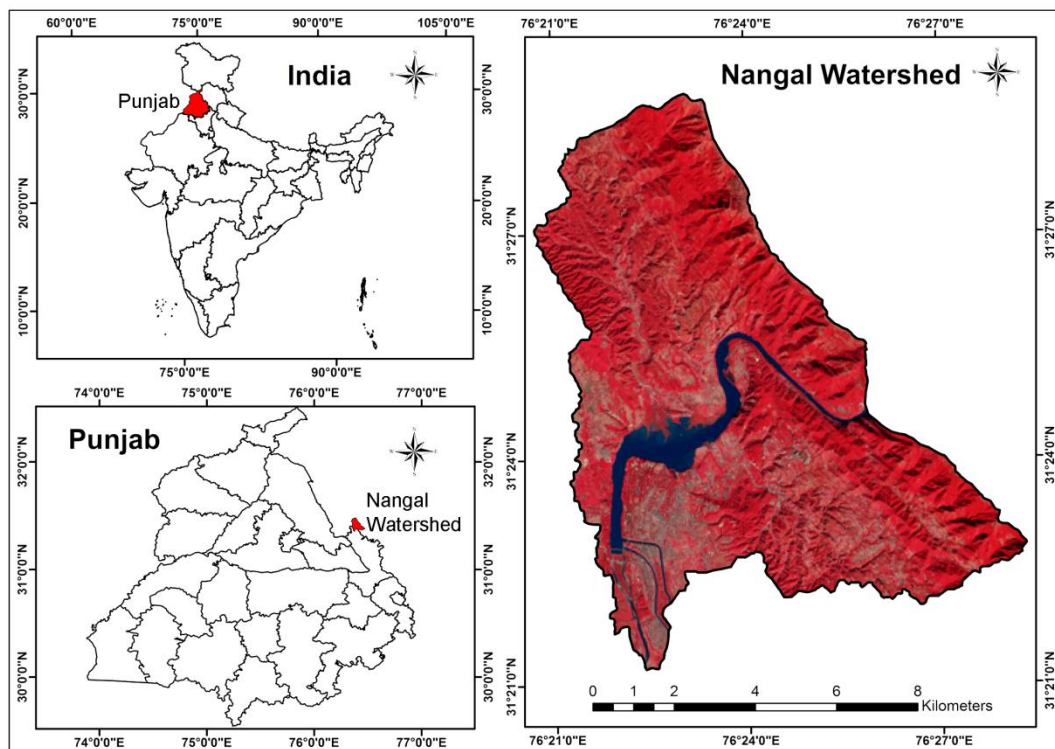 60°0'0"E 75°0'0"E 90°0'0"E 105°0'0"E
India
Punjab
N
E
S
W
30°0'0"N
20°0'0"N
10°0'0"N
30°0'0"N
20°0'0"N
10°0'0"N
75°0'0"E 90°0'0"E
74°0'0"E 75°0'0"E 76°0'0"E 77°0'0"E
Punjab
N
E
S
W
Nangal
Watershed
32°0'0"N
31°0'0"N
30°0'0"N
32°0'0"N
31°0'0"N
30°0'0"N
74°0'0"E 75°0'0"E 76°0'0"E 77°0'0"E
76°21'0"E 76°24'0"E 76°27'0"E
Nangal Watershed
N
E
S
W
31°27'0"N
31°24'0"N
31°21'0"N
31°27'0"N
31°24'0"N
31°21'0"N
0 1 2 4 6 8
Kilometers
76°21'0"E 76°24'0"E 76°27'0"E